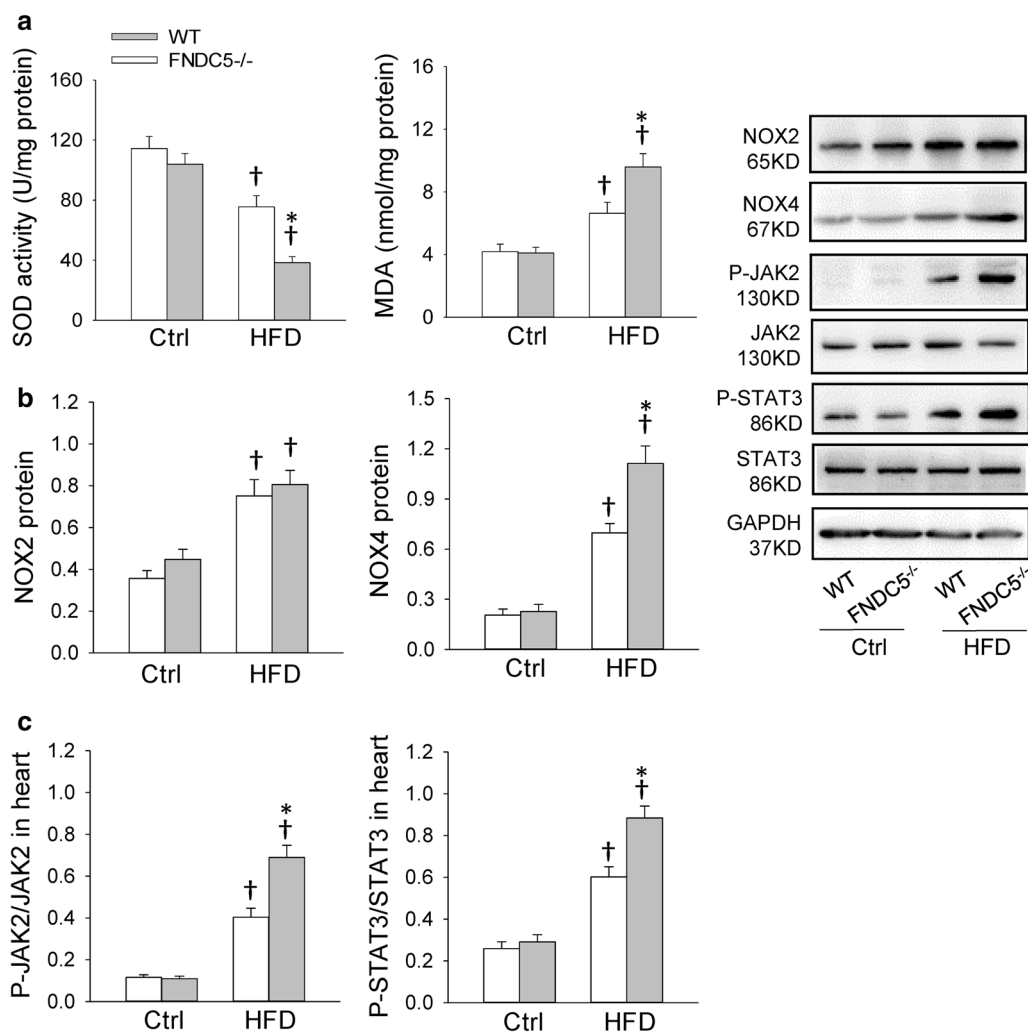 a
WT
FNDC5-/-
SOD activity (U/mg protein)
160
120
80
40
0
†
*
†
Ctrl
HFD
MDA (nmol/mg protein)
16
12
8
4
0
†
*
†
Ctrl
HFD
b
NOX2 protein
1.2
1.0
0.8
0.6
0.4
0.2
0.0
†
†
Ctrl
HFD
NOX4 protein
1.5
1.2
0.9
0.6
0.3
0.0
†
*
†
Ctrl
HFD
NOX2
65KD
NOX4
67KD
P-JAK2
130KD
JAK2
130KD
P-STAT3
86KD
STAT3
86KD
GAPDH
37KD
WT
FNDC5-/-
WT
FNDC5-/-
Ctrl
HFD
c
P-JAK2/JAK2 in heart
1.2
1.0
0.8
0.6
0.4
0.2
0.0
†
*
†
Ctrl
HFD
P-STAT3/STAT3 in heart
1.2
1.0
0.8
0.6
0.4
0.2
0.0
†
*
†
Ctrl
HFD